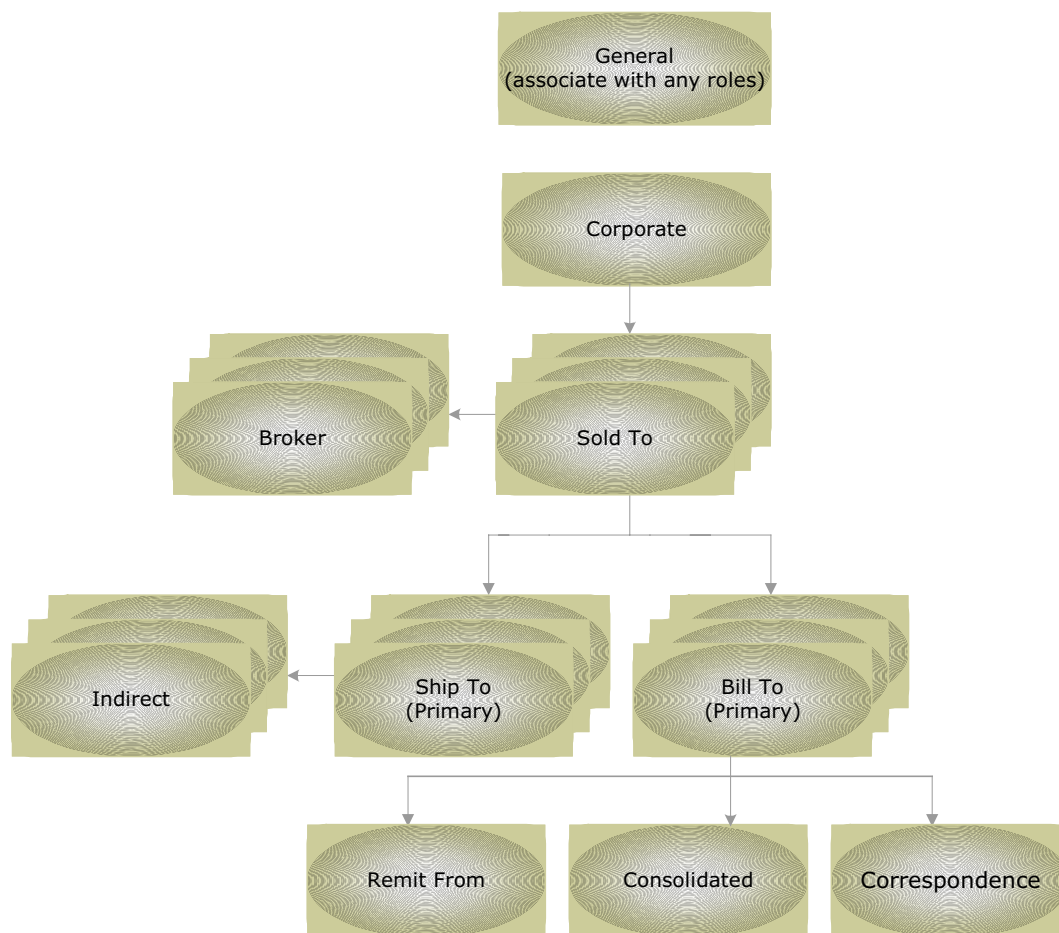 General
(associate with any roles)
Corporate
Broker
Sold To
Indirect
Ship To
(Primary)
Bill To
(Primary)
Remit From
Consolidated
Correspondence